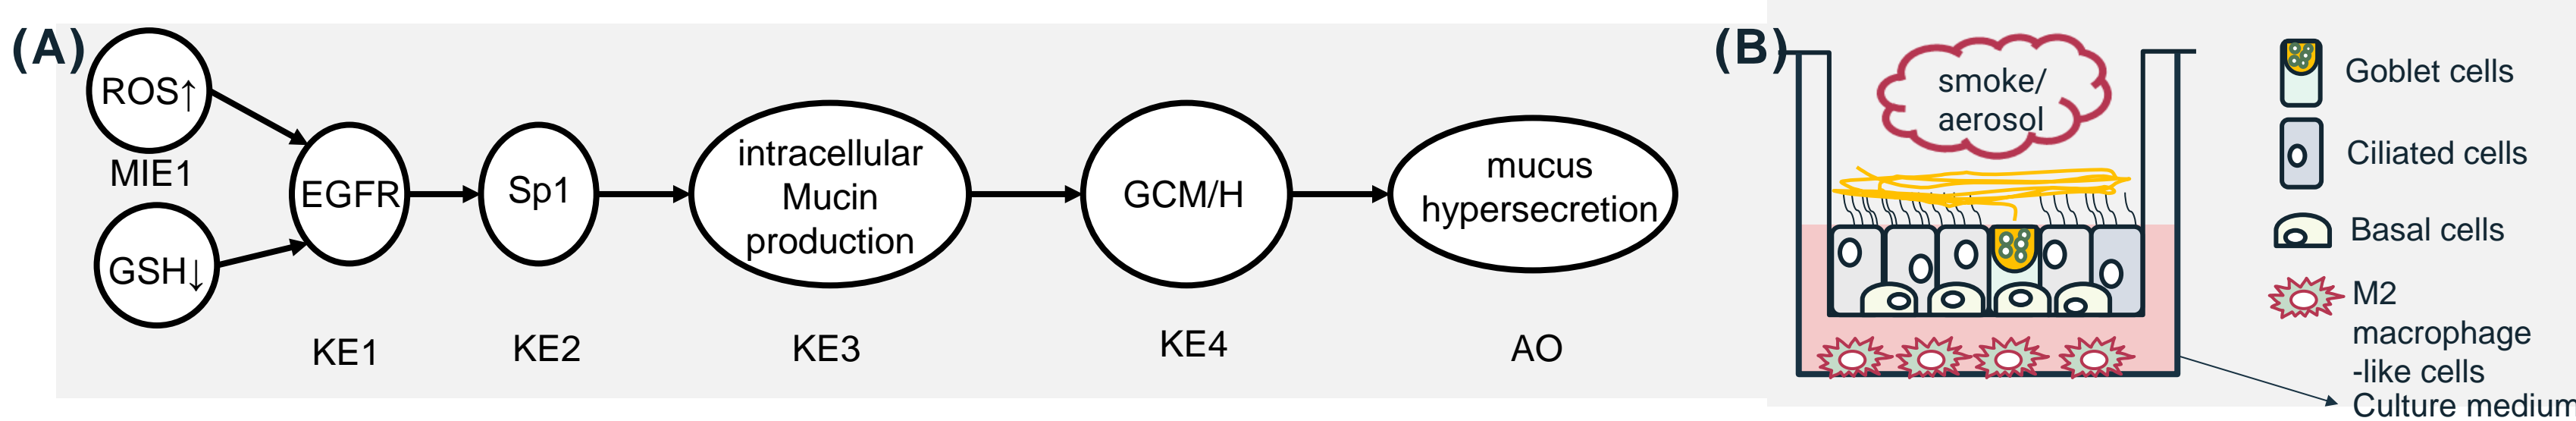 (A)
ROS↑
MIE1
GSH↓
EGFR
KE1
Sp1
KE2
intracellular
Mucin
production
KE3
GCM/H
KE4
mucus
hypersecretion
AO
(B)
smoke/
aerosol
Goblet cells
Ciliated cells
Basal cells
M2
macrophage
-like cells
Culture medium